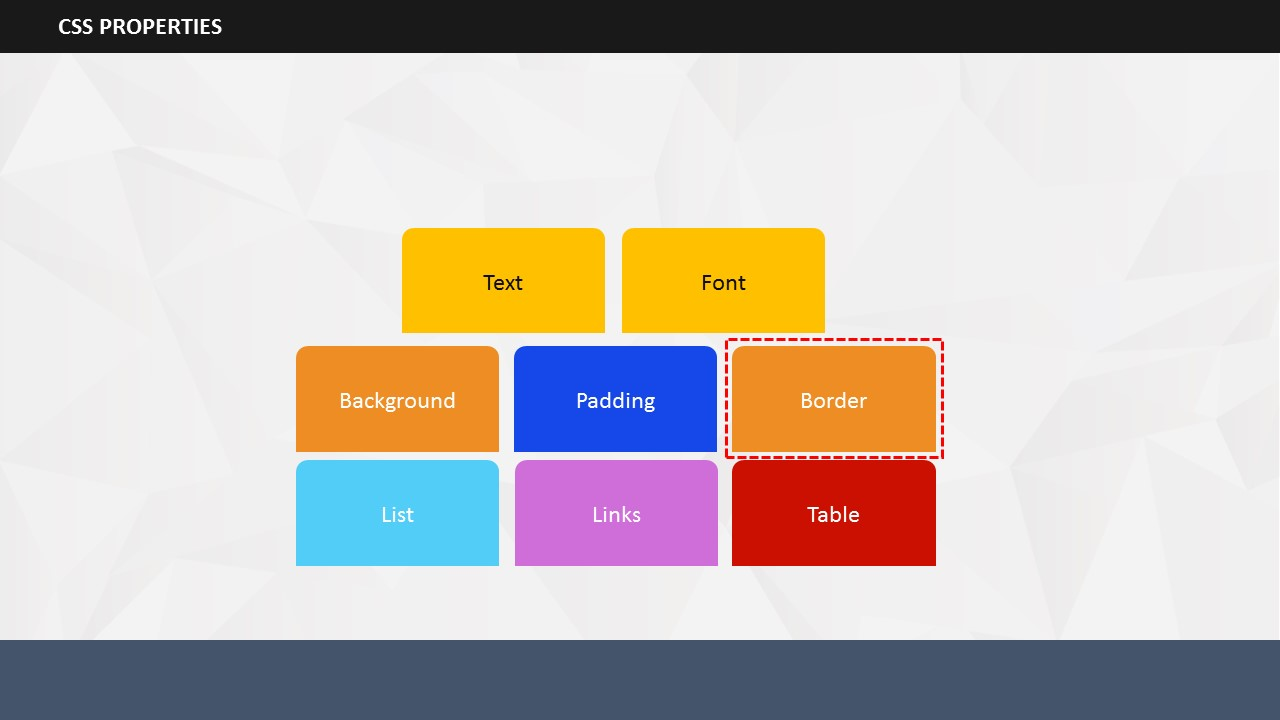 CSS PROPERTIES
Text
Font
Background
Padding
Border
List
Links
Table